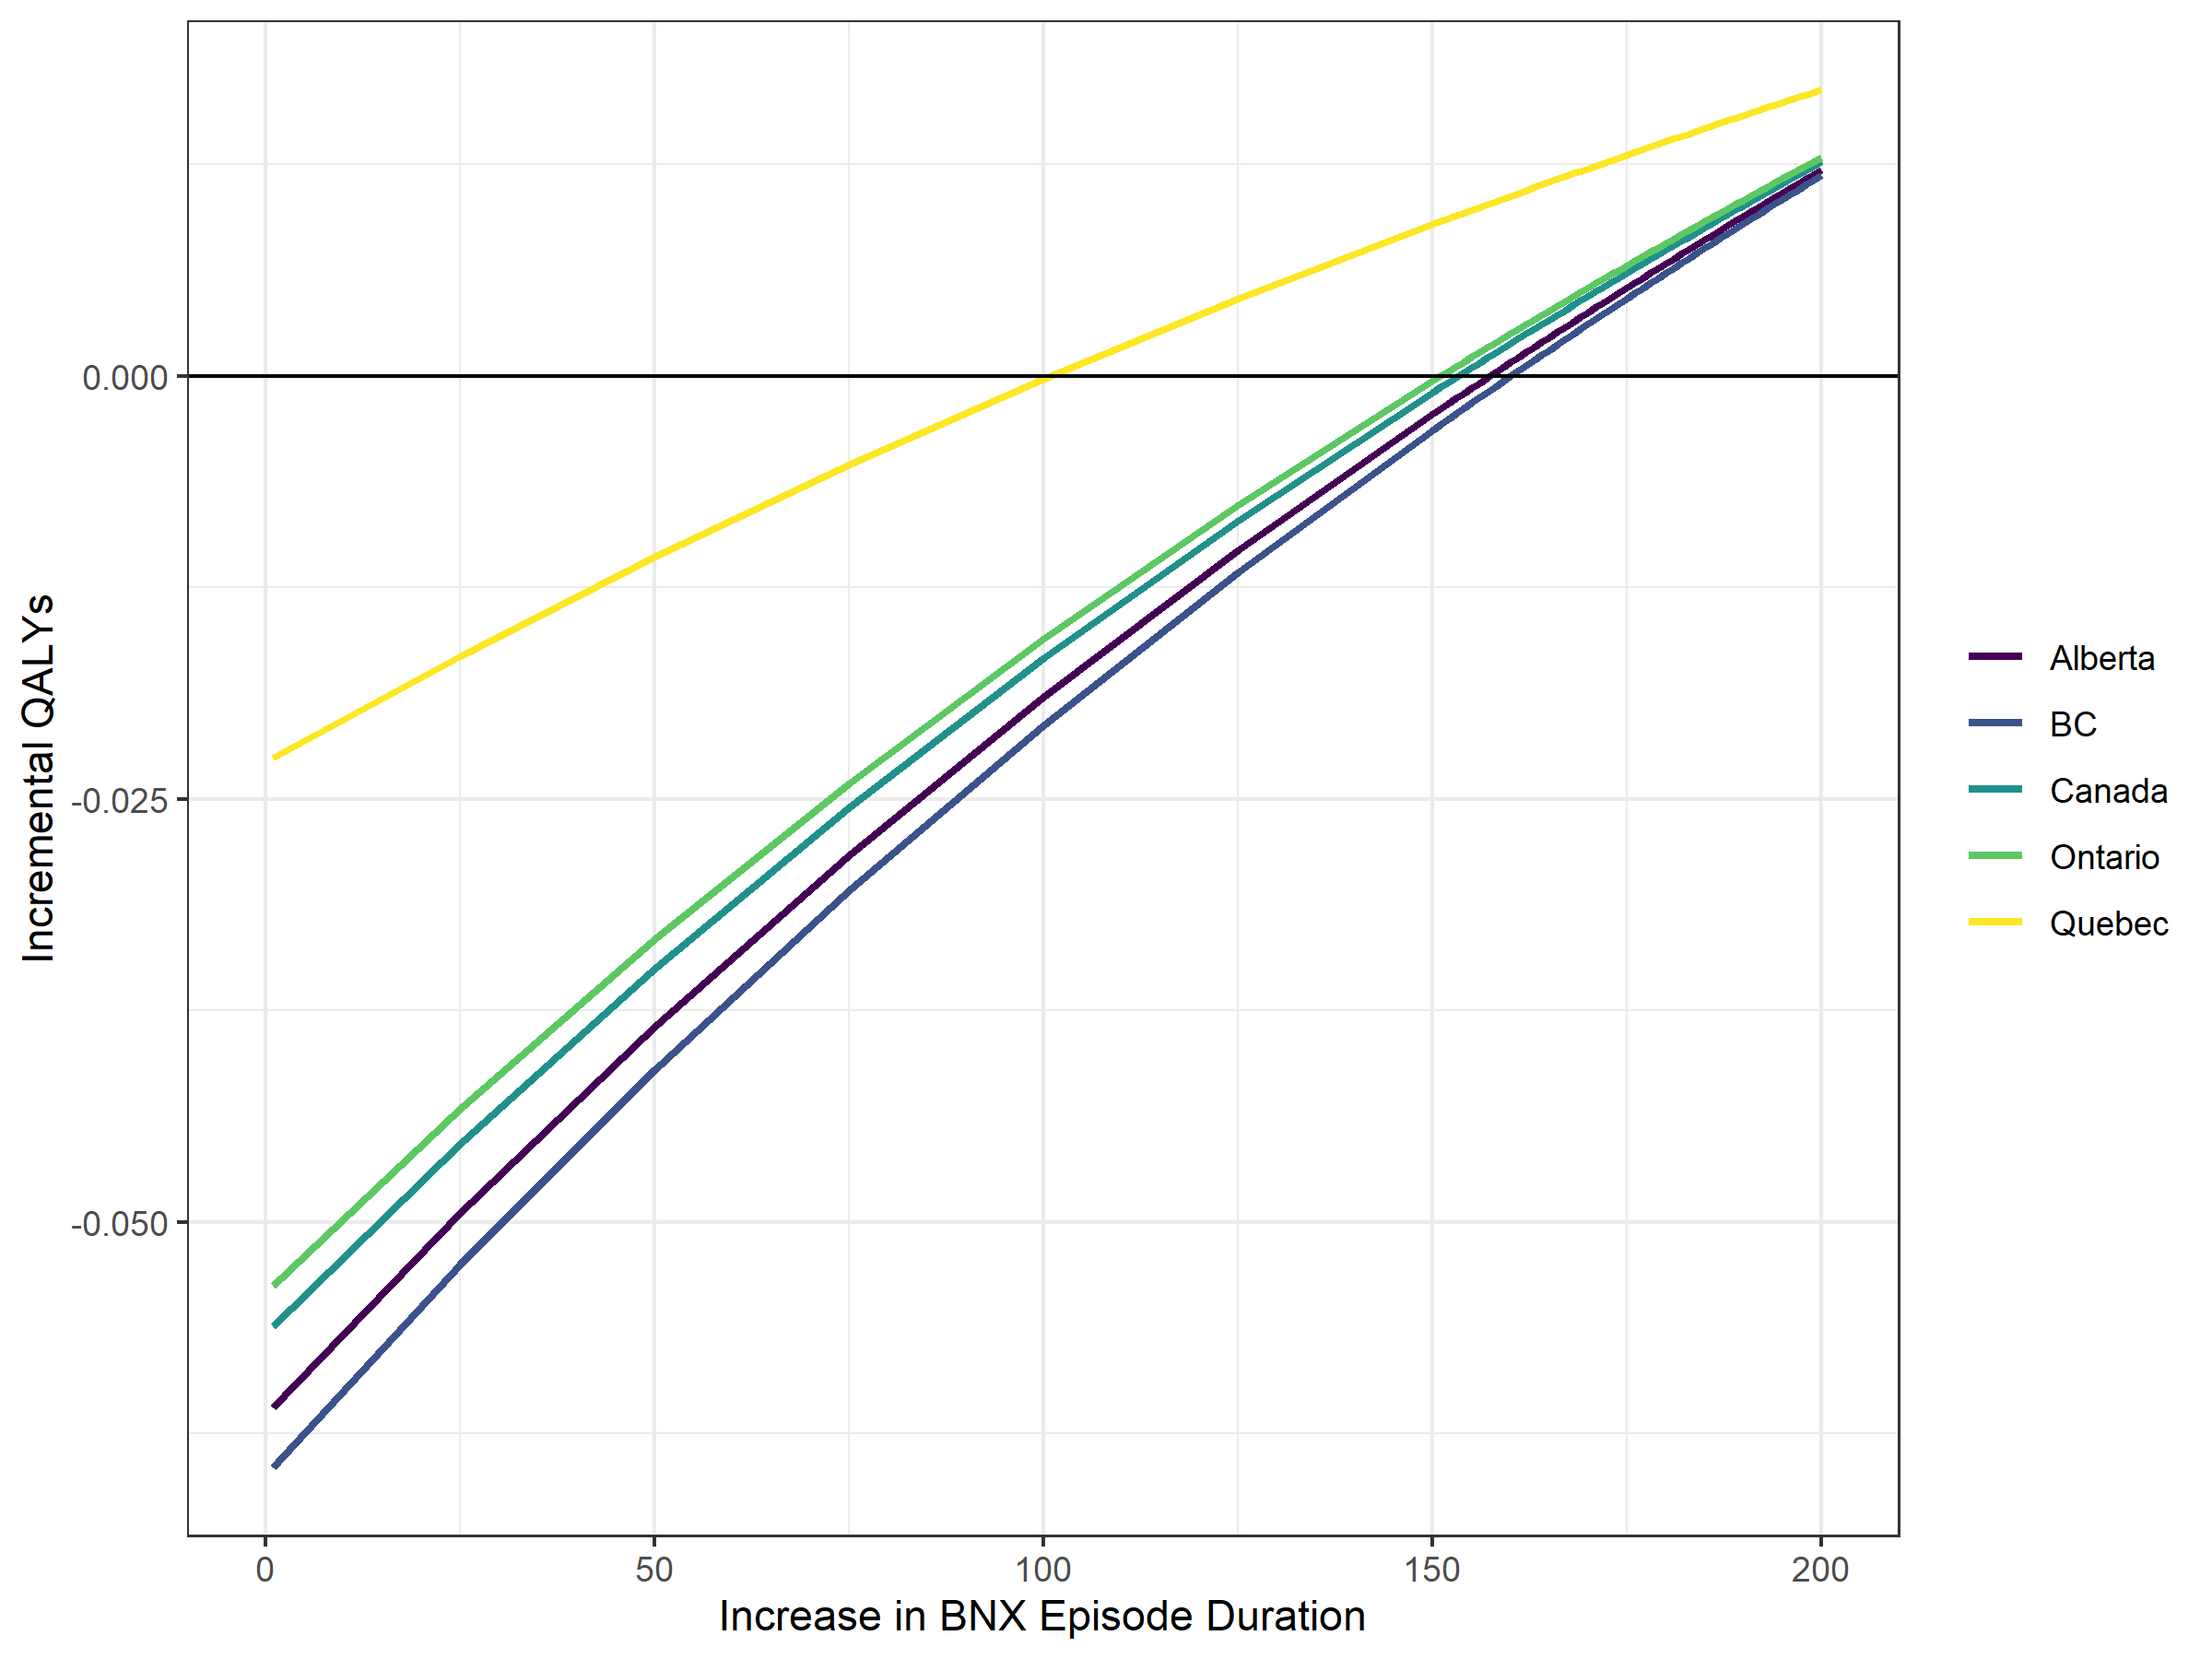 Incremental QALYs
0.000
-0.025
-0.050
0
50
100
150
200
Increase in BNX Episode Duration
Alberta
BC
Canada
Ontario
Quebec